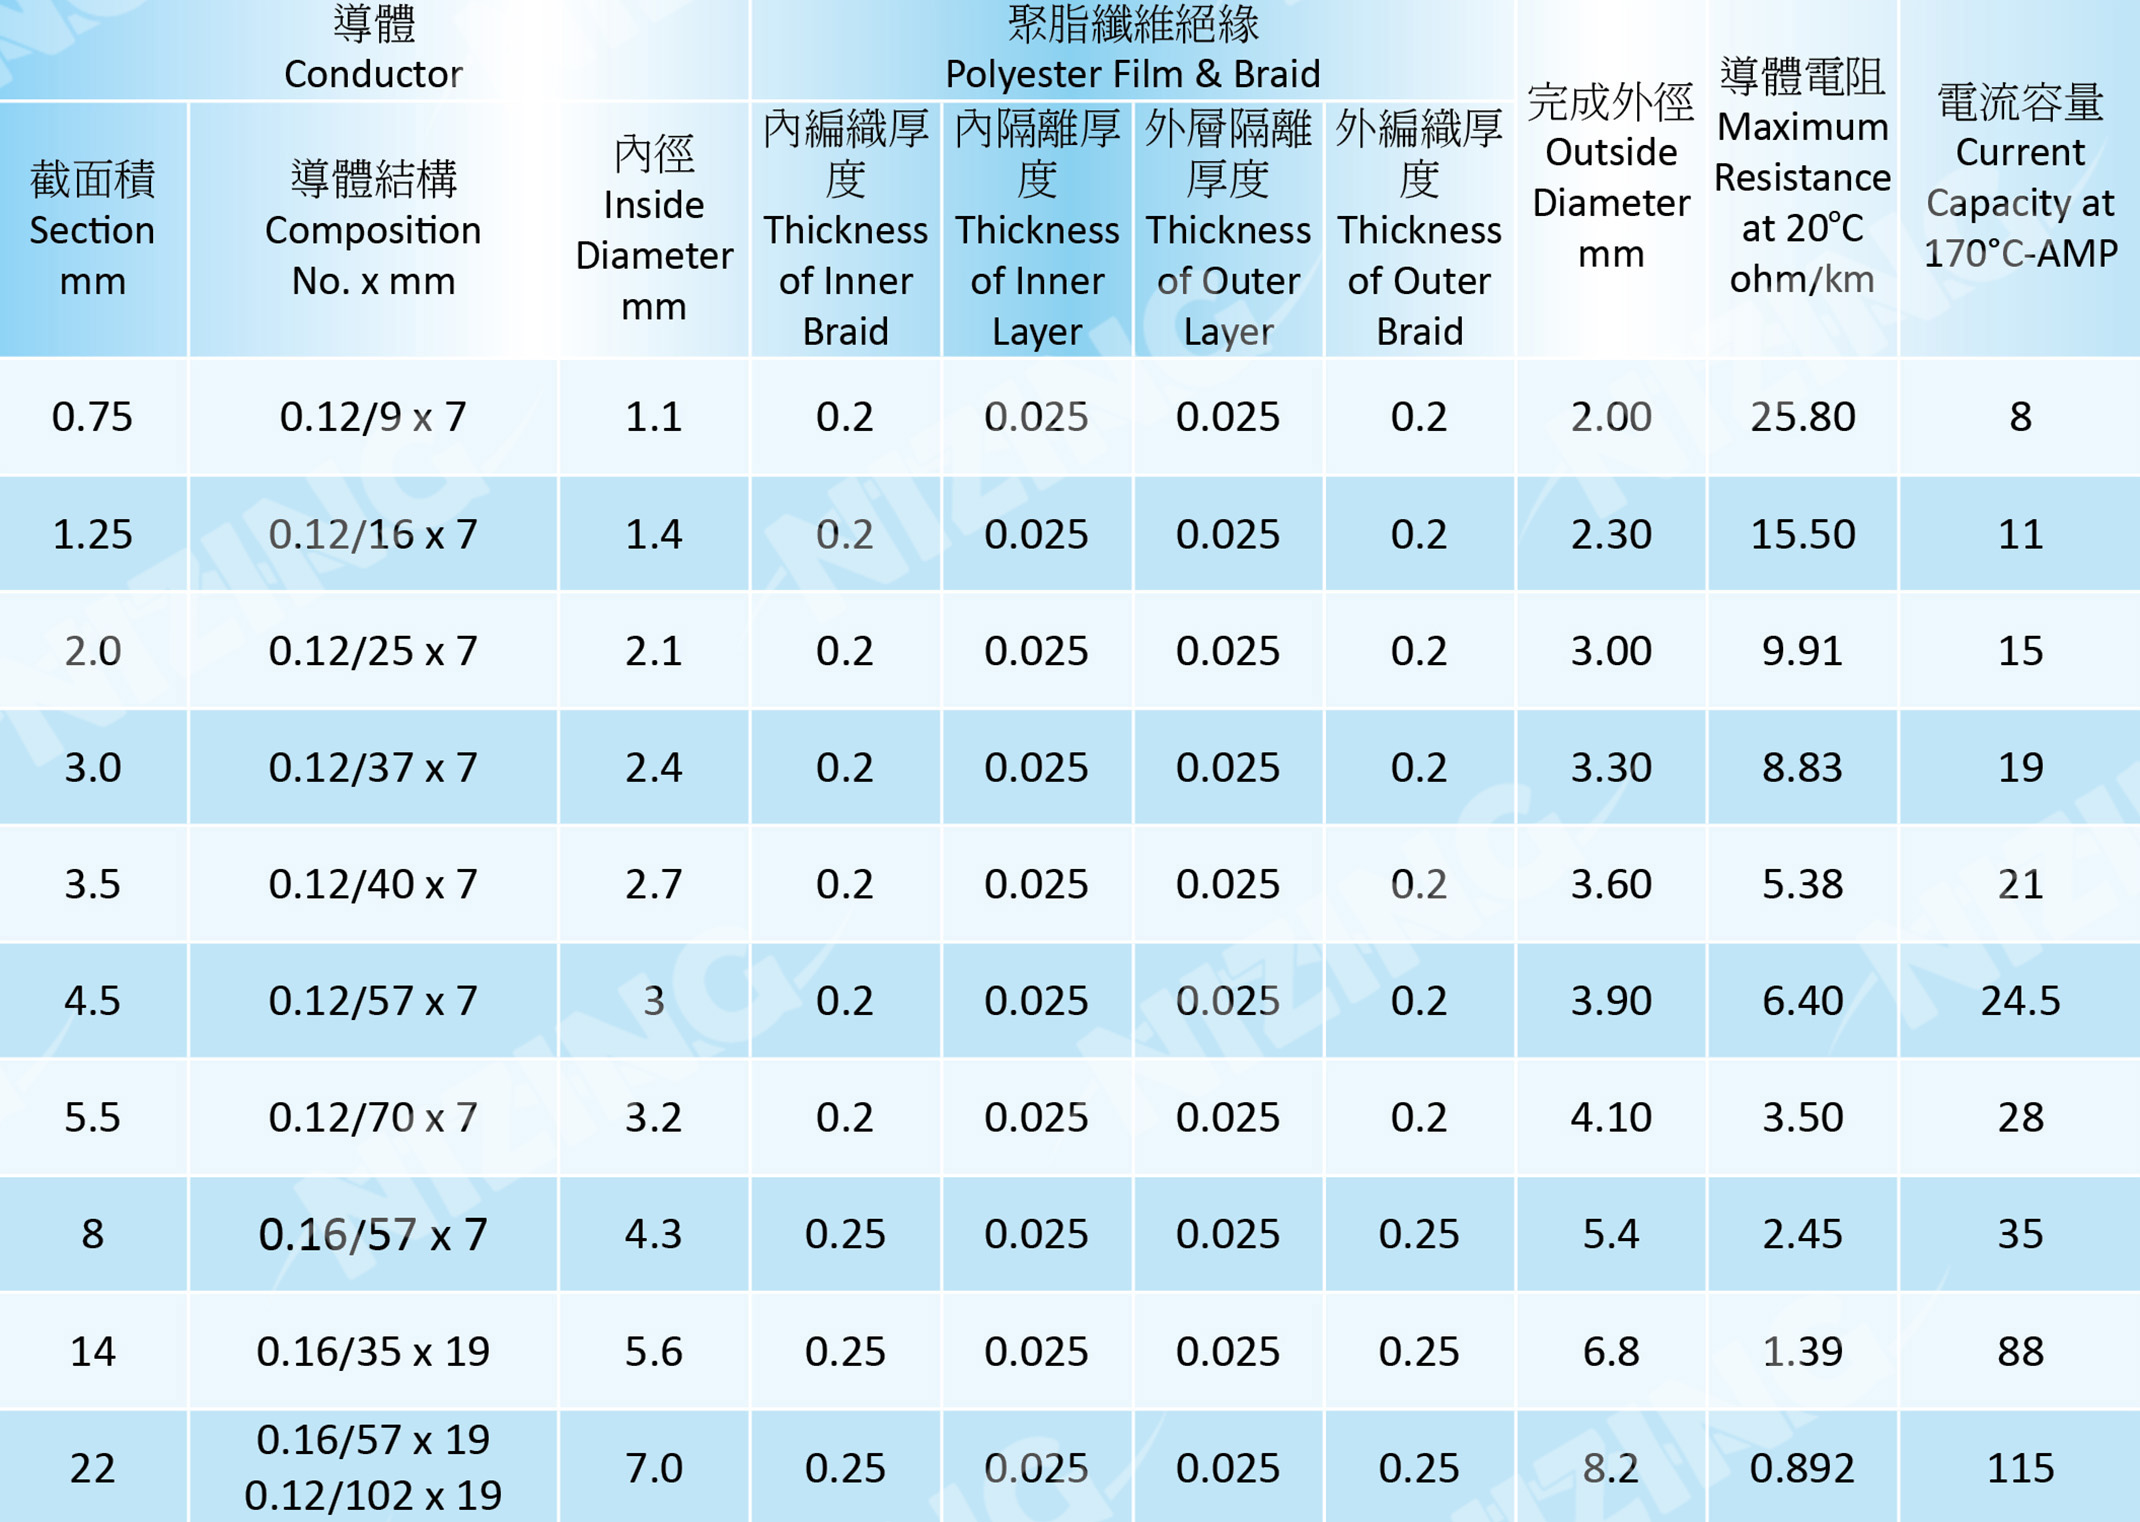 導體
Conductor
聚脂纖維絕緣
Polyester Film & Braid
截面積
Section
mm
導體結構
Composition
No. x mm
內徑
Inside
Diameter
mm
內編織厚
度
Thickness
of Inner
Braid
內隔離厚
度
Thickness
of Inner
Layer
外層隔離
厚度
Thickness
of Outer
Layer
外編織厚
度
Thickness
of Outer
Braid
完成外徑
Outside
Diameter
mm
導體電阻
Maximum
Resistance
at 20°C
ohm/km
電流容量
Current
Capacity at
170°C-AMP
0.75 0.12/9 x 7 1.1 0.2 0.025 0.025 0.2 2.00 25.80 8
1.25 0.12/16 x 7 1.4 0.2 0.025 0.025 0.2 2.30 15.50 11
2.0 0.12/25 x 7 2.1 0.2 0.025 0.025 0.2 3.00 9.91 15
3.0 0.12/37 x 7 2.4 0.2 0.025 0.025 0.2 3.30 8.83 19
3.5 0.12/40 x 7 2.7 0.2 0.025 0.025 0.2 3.60 5.38 21
4.5 0.12/57 x 7 3 0.2 0.025 0.025 0.2 3.90 6.40 24.5
5.5 0.12/70 x 7 3.2 0.2 0.025 0.025 0.2 4.10 3.50 28
8 0.16/57 x 7 4.3 0.25 0.025 0.025 0.25 5.4 2.45 35
14 0.16/35 x 19 5.6 0.25 0.025 0.025 0.25 6.8 1.39 88
22 0.16/57 x 19 7.0 0.25 0.025 0.025 0.25 8.2 0.892 115
0.12/102 x 19
NIZING